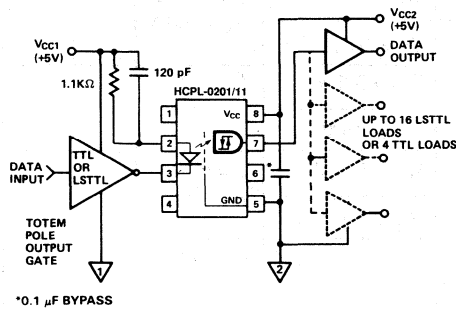 VCC1
(+5V)
1.1KΩ
120 pF
HCPL-0201/11
VCC
1
2
3
4
8
7
6
5
GND
*
DATA
INPUT
TTL
OR
LSTTL
TOTEM
POLE
OUTPUT
GATE
1
2
VCC2
(+5V)
DATA
OUTPUT
UP TO 16 LSTTL
LOADS
OR 4 TTL LOADS
*0.1 μF BYPASS